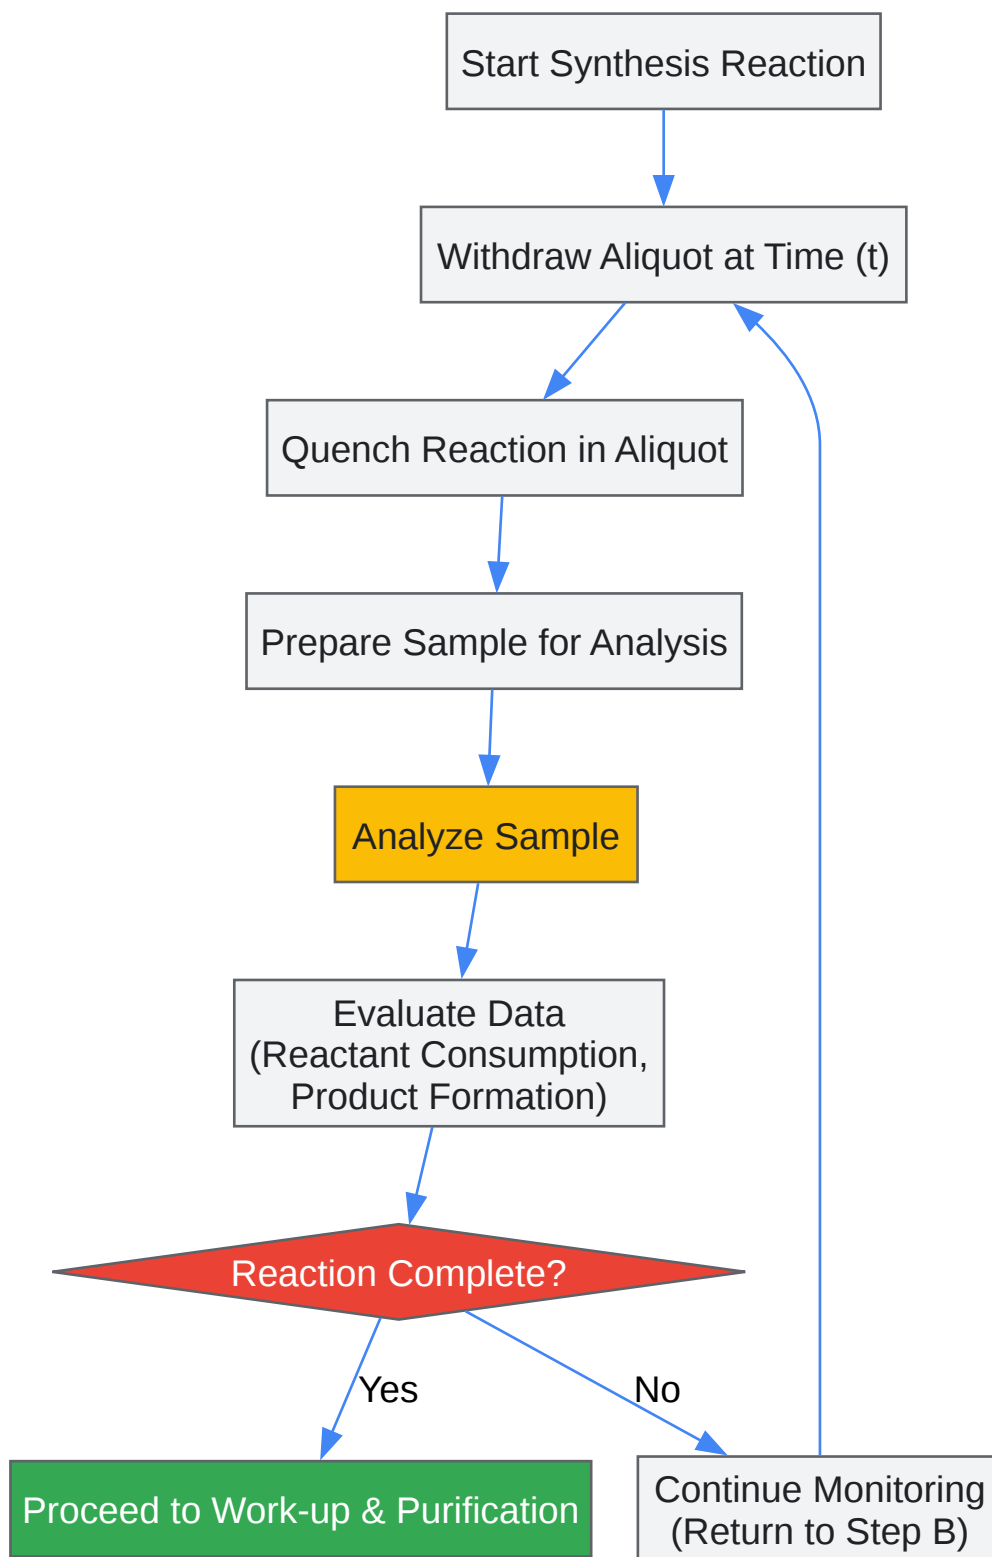 Start Synthesis Reaction
Withdraw Aliquot at Time (t)
Quench Reaction in Aliquot
Prepare Sample for Analysis
Analyze Sample
Evaluate Data
(Reactant Consumption,
Product Formation)
Reaction Complete?
Yes
No
Proceed to Work-up & Purification
Continue Monitoring
(Return to Step B)